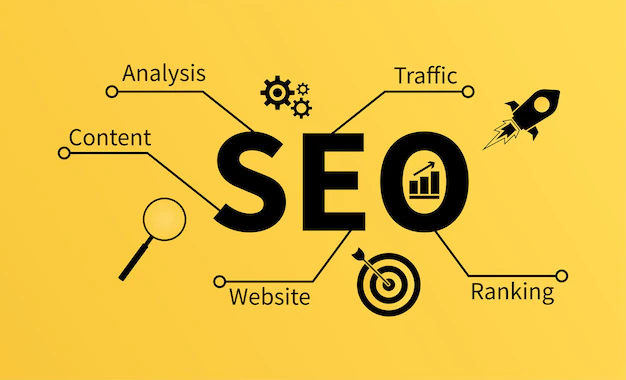 Analysis
Traffic
Content
SEO
Website
Ranking